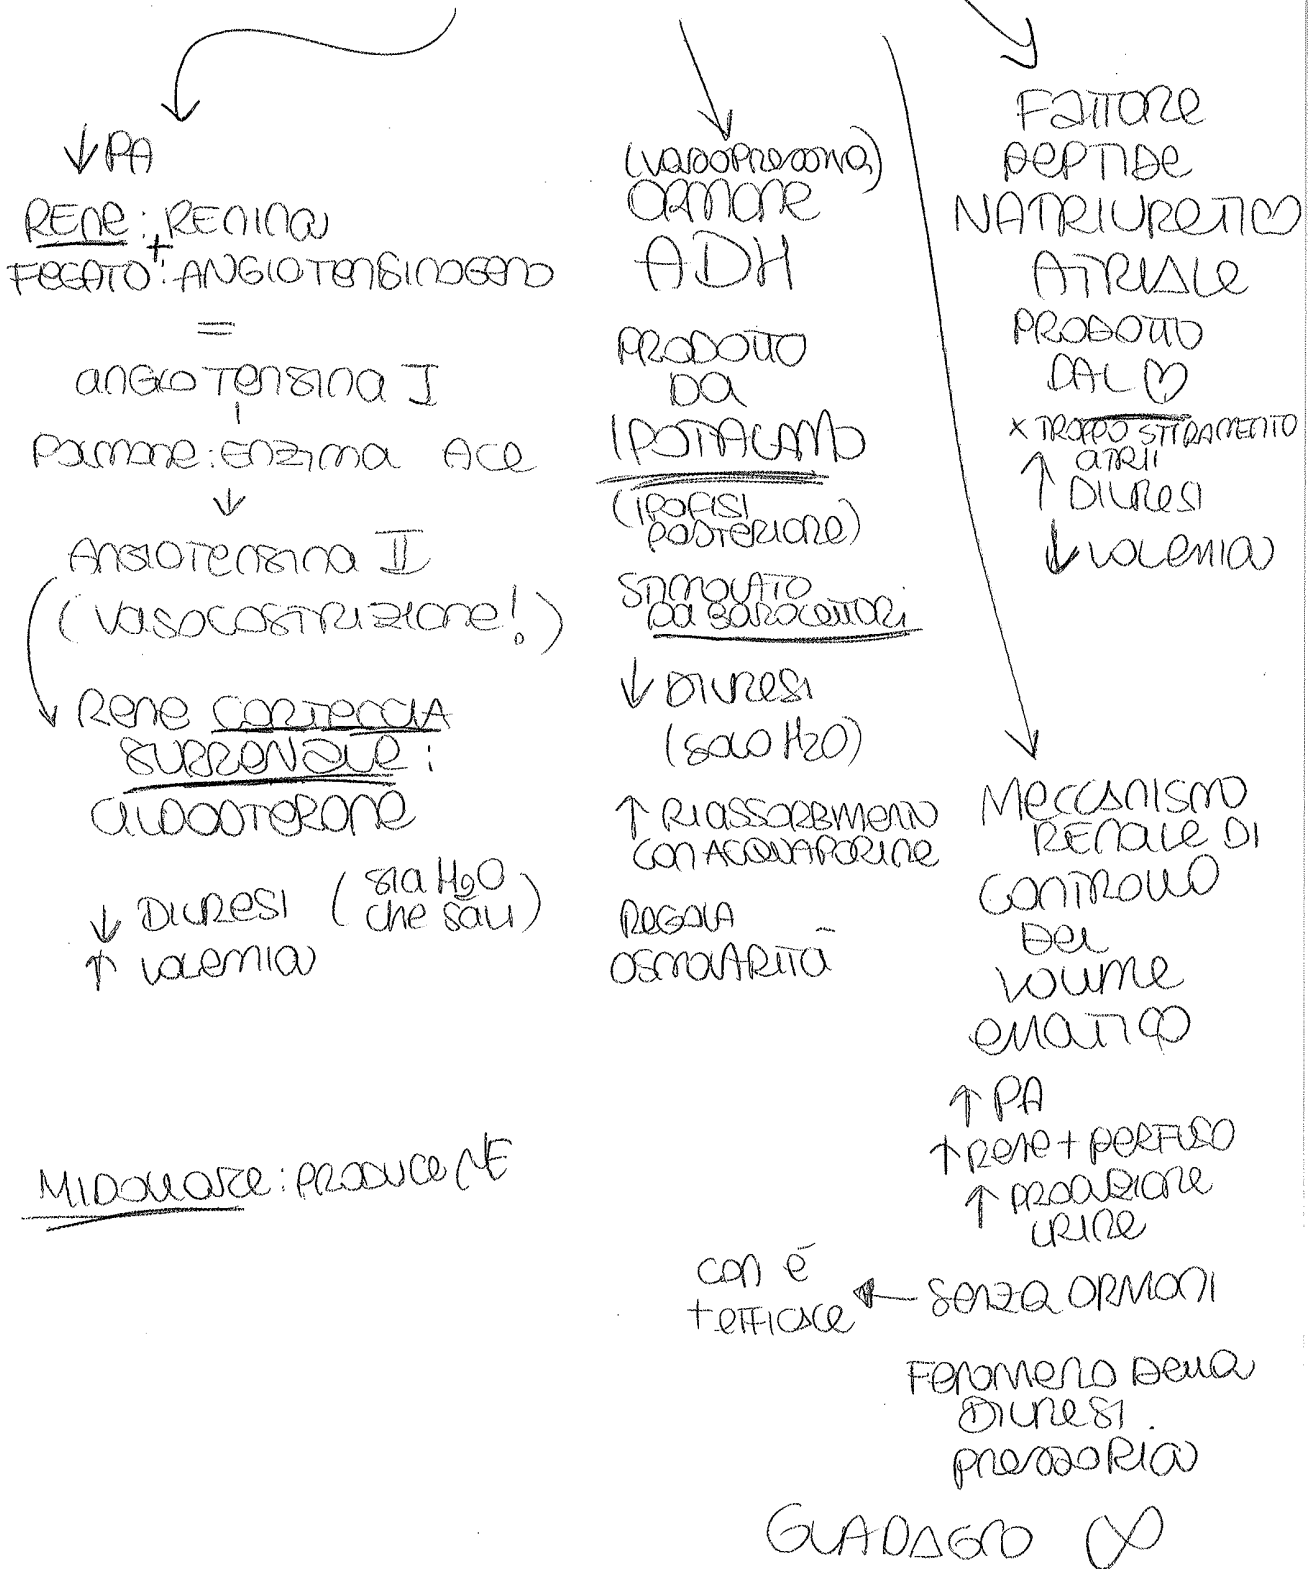 ↓ PA
RENE: RENINA
+
FEGATO: ANGIOTENSINOGENO
=
ANGIOTENSINA I
POLMONE: ENZIMA ACE
↓
ANGIOTENSINA II
(VASOCOSTRIZIONE!)
RENE CORTECCIA
SURRENALE:
ALDOSTERONE
↓ DIURESI (SIA H2O
CHE SALI)
↑ VOLEMIA
MIDOLLARE: PRODUCE NE
(VASOPRESSINA)
ORMONE
ADH
PRODOTTO
DA
IPOTALAMO
(IPOFISI
POSTERIORE)
STIMOLATO
DA BAROCETTORI
↓ DIURESI
(SOLO H2O)
↑ RIASSORBIMENTO
CON ACQUAPORINE
REGOLA
OSMOLARITÀ
FATTORE
PEPTIDE
NATRIURETICO
ATRIALE
PRODOTTO
DAL ♡
X TROPPO STIRAMENTO
ATRII
↑ DIURESI
↓ VOLEMIA
MECCANISMO
RENALE DI
CONTROLLO
DEL
VOLUME
EMATICO
↑ PA
↑ RENE + PERFUSO
↑ PRODUZIONE
URINE
SENZA ORMONI
CON È
+ EFFICACE
FENOMENO DELLA
DIURESI
PRESSORIA
GUADAGNO ∞